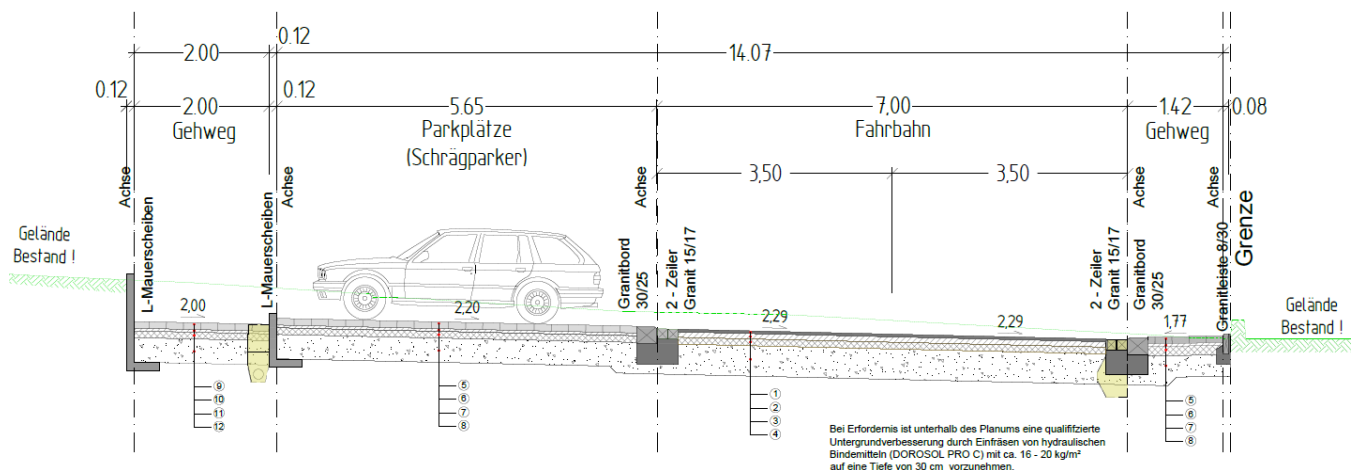 0.12
2.00
14.07
0.12
0.12
2.00
5.65
7,00
1.42
0.08
Gehweg
Parkplätze
(Schrägparker)
Fahrbahn
Gehweg
3,50
3,50
Achse
L-Mauerscheiben
L-Mauerscheiben
Achse
Granitbord
30/25
Achse
2 - Zeiler
Granit 15/17
2 - Zeiler
Granit 15/17
Achse
Granitbord
30/25
Achse
Granitleiste 8/30
Grenze
Gelände
Bestand !
Gelände
Bestand !
2,00
2,20
2,29
2,29
1,77
9
10
11
12
5
6
7
8
1
2
3
4
5
6
7
8
Bei Erfordernis ist unterhalb des Planums eine qualifitzierte
Untergrundverbesserung durch Einfräsen von hydraulischen
Bindemitteln (DOROSOL PRO C) mit ca. 16 - 20 kg/m²
auf eine Tiefe von 30 cm vorzunehmen.